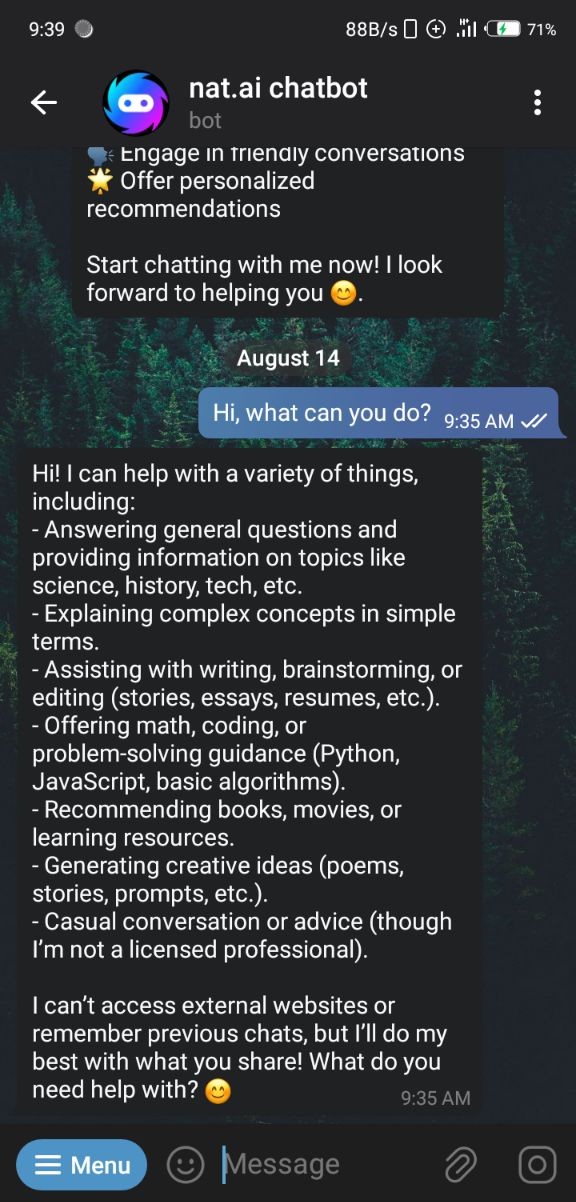 9:39 88B/s 71%
nat.ai chatbot
bot
🗣️ Engage in friendly conversations
🌟 Offer personalized
recommendations
Start chatting with me now! I look
forward to helping you 😊.
August 14
Hi, what can you do? 9:35 AM
Hi! I can help with a variety of things,
including:
- Answering general questions and
providing information on topics like
science, history, tech, etc.
- Explaining complex concepts in simple
terms.
- Assisting with writing, brainstorming, or
editing (stories, essays, resumes, etc.).
- Offering math, coding, or
problem-solving guidance (Python,
JavaScript, basic algorithms).
- Recommending books, movies, or
learning resources.
- Generating creative ideas (poems,
stories, prompts, etc.).
- Casual conversation or advice (though
I’m not a licensed professional).
I can’t access external websites or
remember previous chats, but I’ll do my
best with what you share! What do you
need help with? 😊 9:35 AM
Menu Message